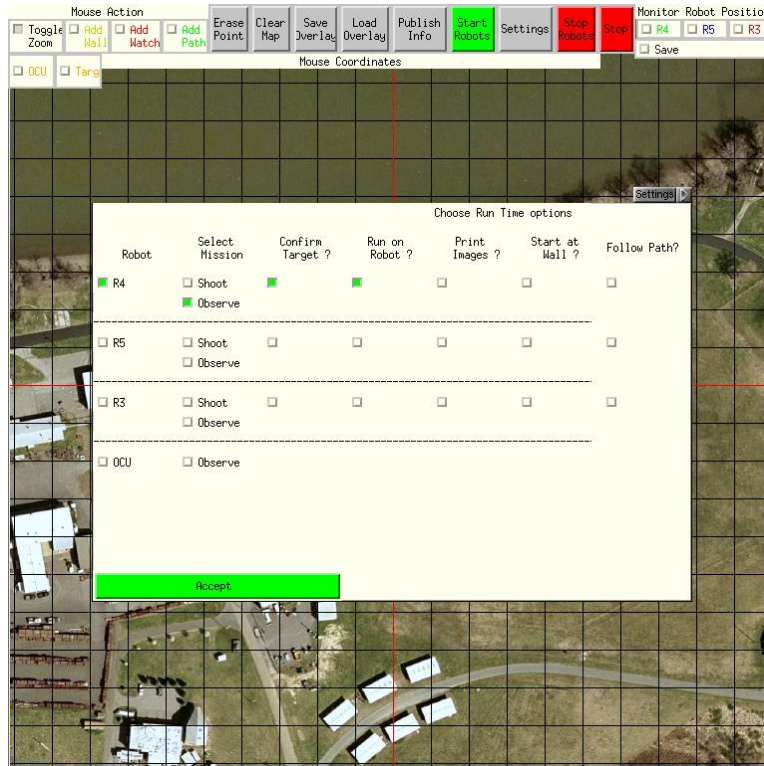 Mouse Action
Toggle Zoom
Add Wall
Add Watch
Add Path
Erase Point
Clear Map
Save Overlay
Load Overlay
Publish Info
Start Robots
Settings
Stop Robots
Stop
Monitor Robot Positio
R4
R5
R3
Save
Mouse Coordinates
OCU
Targ
Settings
Choose Run Time options
Robot
Select Mission
Confirm Target ?
Run on Robot ?
Print Images ?
Start at Wall ?
Follow Path?
R4
Shoot
Observe
R5
Shoot
Observe
R3
Shoot
Observe
OCU
Observe
Accept